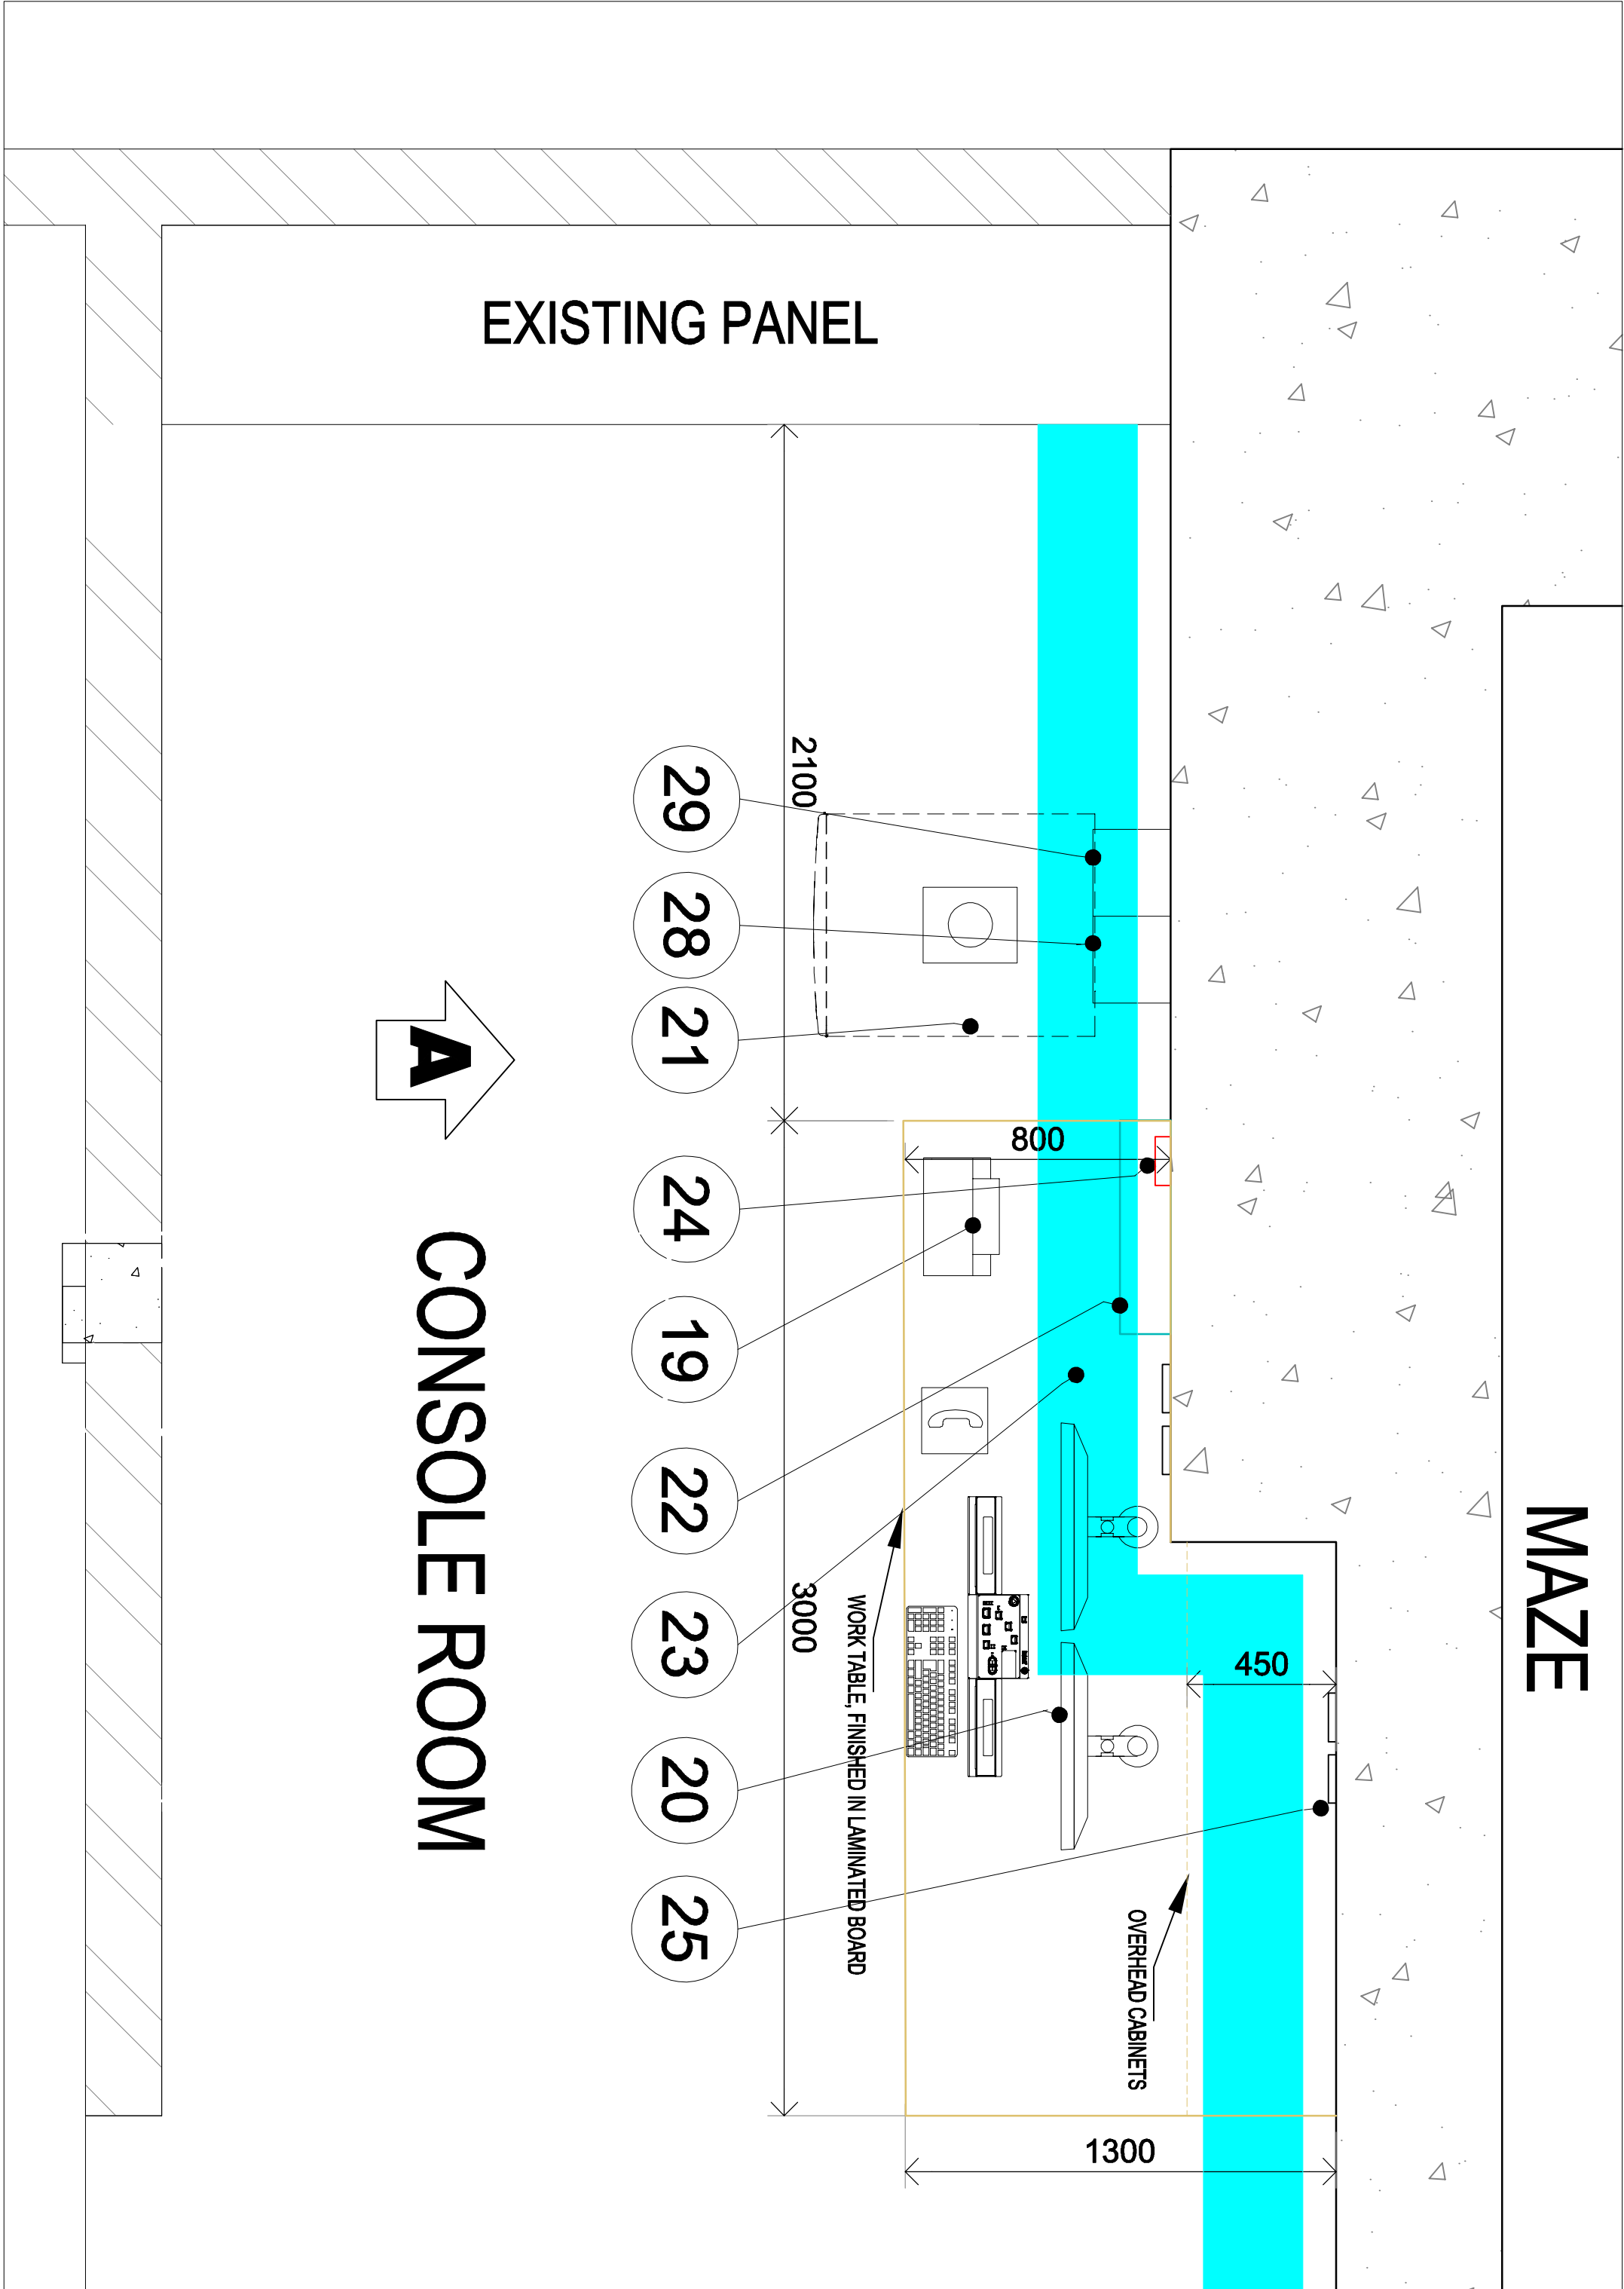 MAZE
450
OVERHEAD CABINETS
1300
800
WORK TABLE, FINISHED IN LAMINATED BOARD
2100
3000
29
28
21
24
19
22
23
20
25
A
CONSOLE ROOM
EXISTING PANEL